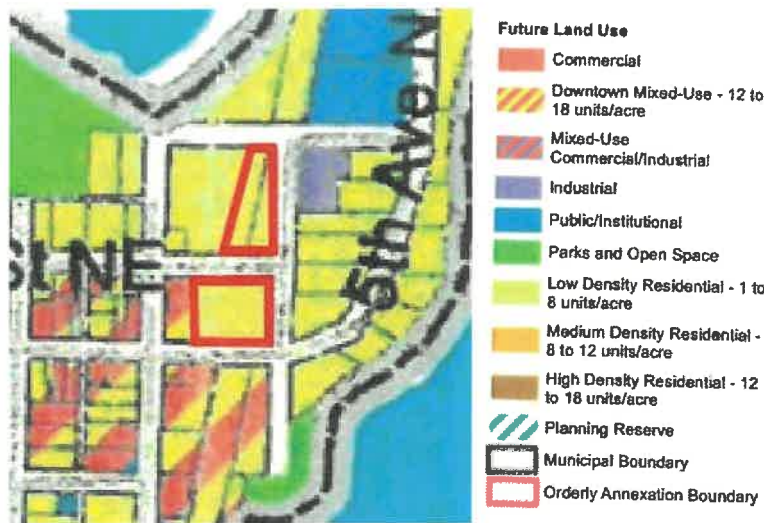 5th Ave N
St NE
Future Land Use
Commercial
Downtown Mixed-Use - 12 to
18 units/acre
Mixed-Use
Commercial/Industrial
Industrial
Public/Institutional
Parks and Open Space
Low Density Residential - 1 to
8 units/acre
Medium Density Residential -
8 to 12 units/acre
High Density Residential - 12
to 18 units/acre
Planning Reserve
Municipal Boundary
Orderly Annexation Boundary